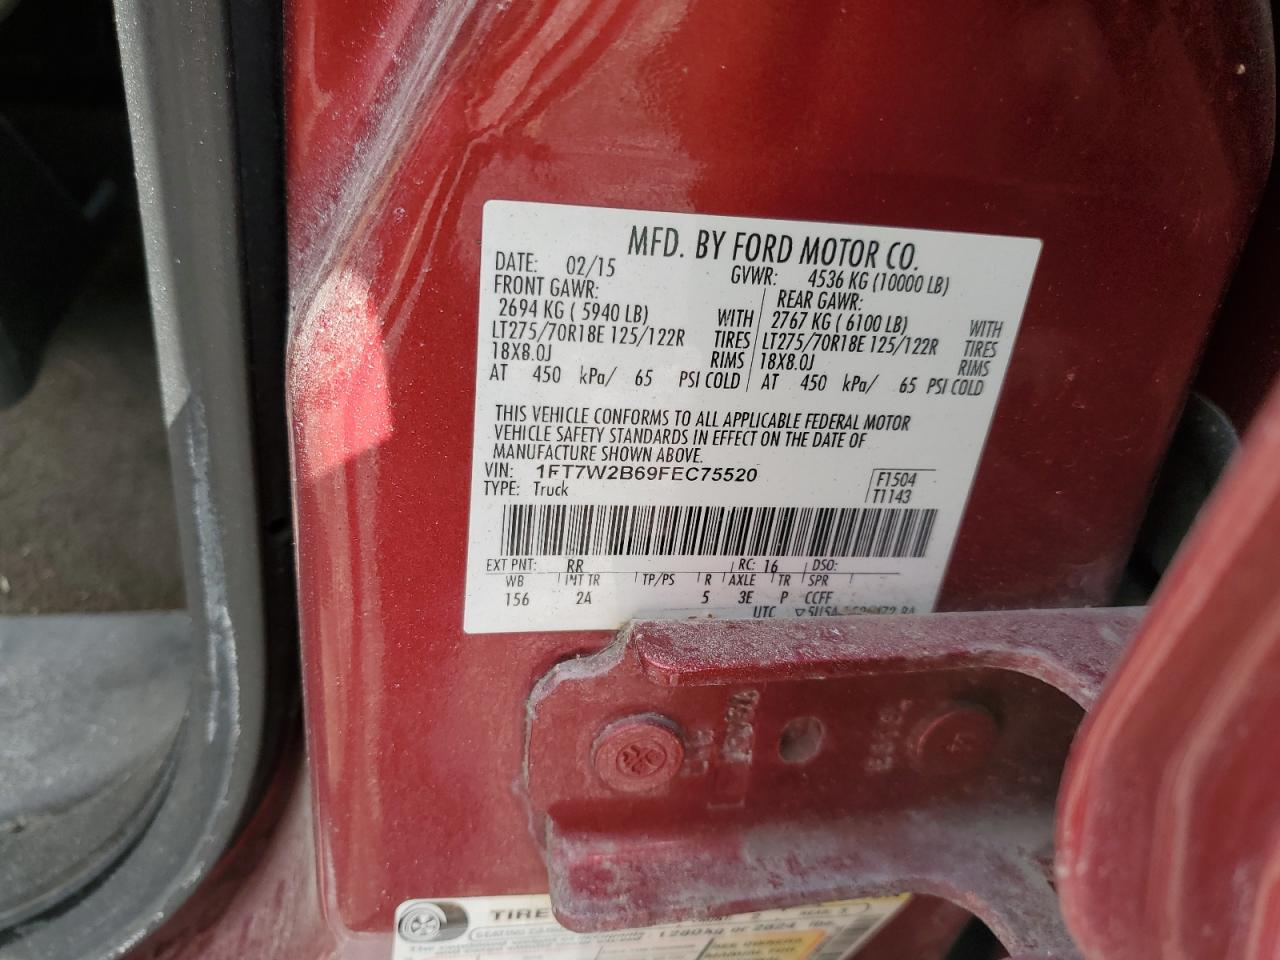 MFD. BY FORD MOTOR CO.
DATE: 02/15 GVWR: 4536 KG (10000 LB)
FRONT GAWR: REAR GAWR:
2694 KG ( 5940 LB) WITH 2767 KG ( 6100 LB) WITH
LT275/70R18E 125/122R TIRES LT275/70R18E 125/122R TIRES
18X8.0J RIMS 18X8.0J RIMS
AT 450 kPa/ 65 PSI COLD AT 450 kPa/ 65 PSI COLD
THIS VEHICLE CONFORMS TO ALL APPLICABLE FEDERAL MOTOR
VEHICLE SAFETY STANDARDS IN EFFECT ON THE DATE OF
MANUFACTURE SHOWN ABOVE.
VIN: 1FT7W2B69FEC75520 F1504
TYPE: Truck T1143
EXT PNT: RR RC: 16 DSO:
WB INT TR TP/PS R AXLE TR SPR
156 2A 5 3E P CCFF
UTC
TIRE